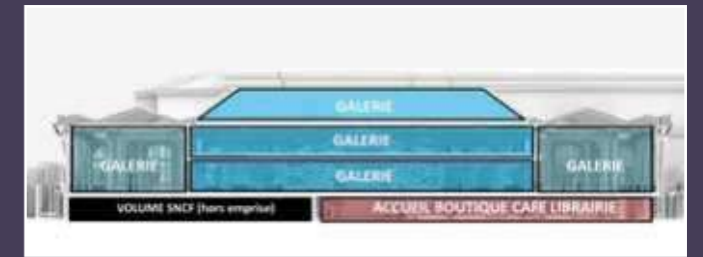 GALERIE
GALERIE
GALERIE
GALERIE
GALERIE
VOLUME SNCF (hors emprise)
ACCUEIL BOUTIQUE CAFE LIBRAIRIE